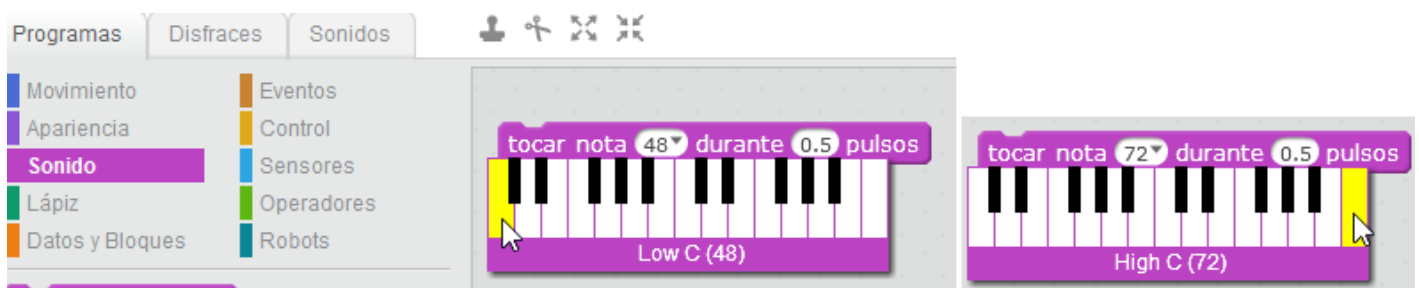 Programas Disfraces Sonidos
Movimiento Eventos
Apariencia Control
Sonido Sensores
Lápiz Operadores
Datos y Bloques Robots
tocar nota 48 durante 0.5 pulsos
Low C (48)
tocar nota 72 durante 0.5 pulsos
High C (72)